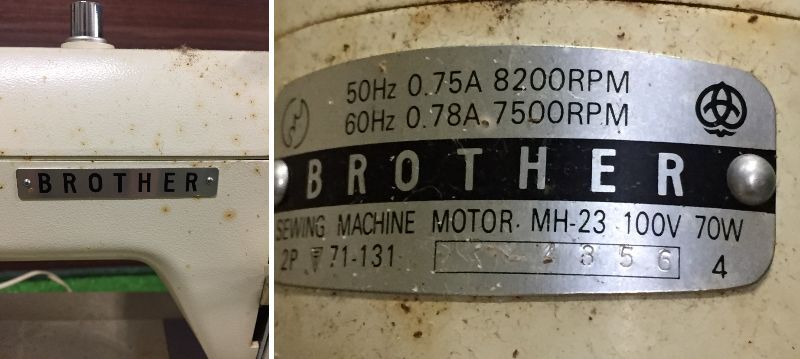 BROTHER
50Hz 0.75A 8200RPM
60Hz 0.78A 7500RPM
BROTHER
SEWING MACHINE MOTOR MH-23 100V 70W
2P 71-131
4